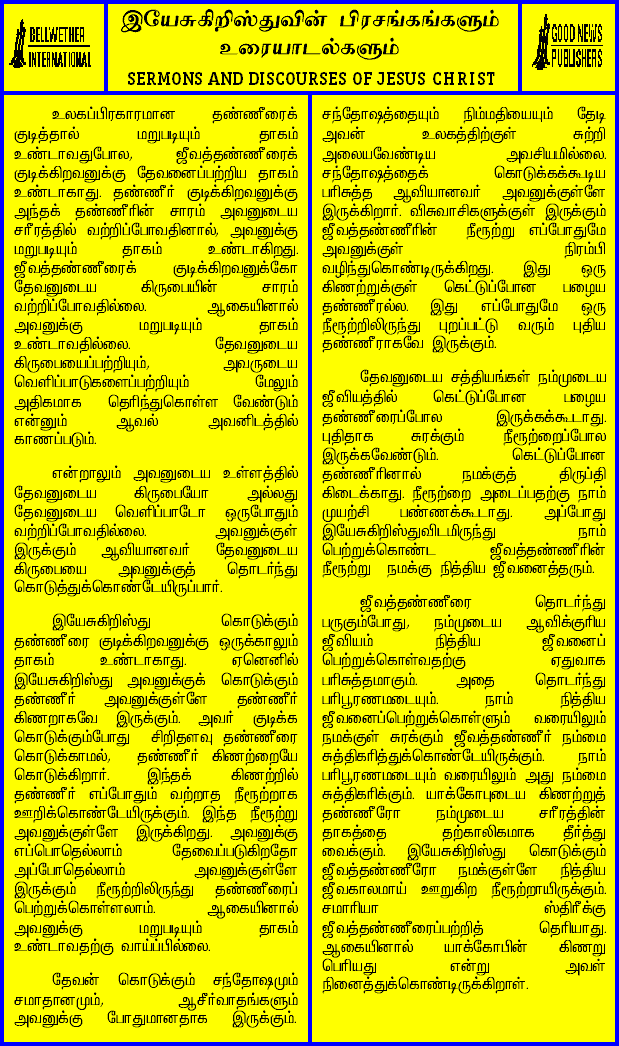 BELLWETHER
INTERNATIONAL
இயேசுகிறிஸ்துவின் பிரசங்கங்களும்
உரையாடல்களும்
SERMONS AND DISCOURSES OF JESUS CHRIST
GOOD NEWS
PUBLISHERS
உலகப்பிரகாரமான தண்ணீரைக்
குடித்தால் மறுபடியும் தாகம்
உண்டாவதுபோல, ஜீவத்தண்ணீரைக்
குடிக்கிறவனுக்கு தேவனைப்பற்றிய தாகம்
உண்டாகாது. தண்ணீர் குடிக்கிறவனுக்கு
அந்தக் தண்ணீரின் சாரம் அவனுடைய
சரீரத்தில் வற்றிப்போவதினால், அவனுக்கு
மறுபடியும் தாகம் உண்டாகிறது.
ஜீவத்தண்ணீரைக் குடிக்கிறவனுக்கோ
தேவனுடைய கிருபையின் சாரம்
வற்றிப்போவதில்லை. ஆகையினால்
அவனுக்கு மறுபடியும் தாகம்
உண்டாவதில்லை. தேவனுடைய
கிருபையைப்பற்றியும், அவருடைய
வெளிப்பாடுகளைப்பற்றியும் மேலும்
அதிகமாக தெரிந்துகொள்ள வேண்டும்
என்னும் ஆவல் அவனிடத்தில்
காணப்படும்.
என்றாலும் அவனுடைய உள்ளத்தில்
தேவனுடைய கிருபையோ அல்லது
தேவனுடைய வெளிப்பாடோ ஒருபோதும்
வற்றிப்போவதில்லை. அவனுக்குள்
இருக்கும் ஆவியானவர் தேவனுடைய
கிருபையை அவனுக்குத் தொடர்ந்து
கொடுத்துக்கொண்டேயிருப்பார்.
இயேசுகிறிஸ்து கொடுக்கும்
தண்ணீரை குடிக்கிறவனுக்கு ஒருக்காலும்
தாகம் உண்டாகாது. ஏனெனில்
இயேசுகிறிஸ்து அவனுக்குக் கொடுக்கும்
தண்ணீர் அவனுக்குள்ளே தண்ணீர்
கிணறாகவே இருக்கும். அவர் குடிக்க
கொடுக்கும்போது சிறிதளவு தண்ணீரை
கொடுக்காமல், தண்ணீர் கிணற்றையே
கொடுக்கிறார். இந்தக் கிணற்றில்
தண்ணீர் எப்போதும் வற்றாத நீரூற்றாக
ஊறிக்கொண்டேயிருக்கும். இந்த நீரூற்று
அவனுக்குள்ளே இருக்கிறது. அவனுக்கு
எப்பொதெல்லாம் தேவைப்படுகிறதோ
அப்போதெல்லாம் அவனுக்குள்ளே
இருக்கும் நீரூற்றிலிருந்து தண்ணீரைப்
பெற்றுக்கொள்ளலாம். ஆகையினால்
அவனுக்கு மறுபடியும் தாகம்
உண்டாவதற்கு வாய்ப்பில்லை.
தேவன் கொடுக்கும் சந்தோஷமும்
சமாதானமும், ஆசீர்வாதங்களும்
அவனுக்கு போதுமானதாக இருக்கும்.
சந்தோஷத்தையும் நிம்மதியையும் தேடி
அவன் உலகத்திற்குள் சுற்றி
அலையவேண்டிய அவசியமில்லை.
சந்தோஷத்தைக் கொடுக்கக்கூடிய
பரிசுத்த ஆவியானவர் அவனுக்குள்ளே
இருக்கிறார். விசுவாசிகளுக்குள் இருக்கும்
ஜீவத்தண்ணீரின் நீரூற்று எப்போதுமே
அவனுக்குள் நிரம்பி
வழிந்துகொண்டிருக்கிறது. இது ஒரு
கிணற்றுக்குள் கெட்டுப்போன பழைய
தண்ணீரல்ல. இது எப்போதுமே ஒரு
நீரூற்றிலிருந்து புறப்பட்டு வரும் புதிய
தண்ணீராகவே இருக்கும்.
தேவனுடைய சத்தியங்கள் நம்முடைய
ஜீவியத்தில் கெட்டுப்போன பழைய
தண்ணீரைப்போல இருக்கக்கூடாது.
புதிதாக சுரக்கும் நீரூற்றைப்போல
இருக்கவேண்டும். கெட்டுப்போன
தண்ணீரினால் நமக்குத் திருப்தி
கிடைக்காது. நீரூற்றை அடைப்பதற்கு நாம்
முயற்சி பண்ணக்கூடாது. அப்போது
இயேசுகிறிஸ்துவிடமிருந்து நாம்
பெற்றுக்கொண்ட ஜீவத்தண்ணீரின்
நீரூற்று நமக்கு நித்திய ஜீவனைத்தரும்.
ஜீவத்தண்ணீரை தொடர்ந்து
பருகும்போது, நம்முடைய ஆவிக்குரிய
ஜீவியம் நித்திய ஜீவனைப்
பெற்றுக்கொள்வதற்கு ஏதுவாக
பரிசுத்தமாகும். அதை தொடர்ந்து
பரிபூரணமடையும். நாம் நித்திய
ஜீவனைப்பெற்றுக்கொள்ளும் வரையிலும்
நமக்குள் சுரக்கும் ஜீவத்தண்ணீர் நம்மை
சுத்திகரித்துக்கொண்டேயிருக்கும். நாம்
பரிபூரணமடையும் வரையிலும் அது நம்மை
சுத்திகரிக்கும். யாக்கோபுடைய கிணற்றுத்
தண்ணீரோ நம்முடைய சரீரத்தின்
தாகத்தை தற்காலிகமாக தீர்த்து
வைக்கும். இயேசுகிறிஸ்து கொடுக்கும்
ஜீவத்தண்ணீரோ நமக்குள்ளே நித்திய
ஜீவகாலமாய் ஊறுகிற நீரூற்றாயிருக்கும்.
சமாரியா ஸ்திரீக்கு
ஜீவத்தண்ணீரைப்பற்றித் தெரியாது.
ஆகையினால் யாக்கோபின் கிணறு
பெரியது என்று அவள்
நினைத்துக்கொண்டிருக்கிறாள்.